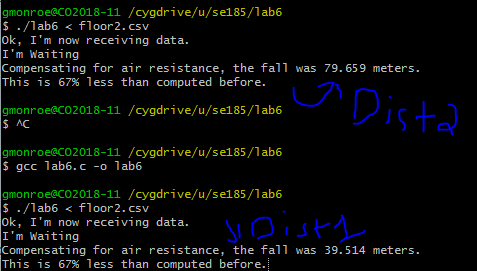 gmonroe@CO2018-11 /cygdrive/u/se185/lab6
$ ./lab6 < floor2.csv
Ok, I'm now receiving data.
I'm Waiting
Compensating for air resistance, the fall was 79.659 meters.
This is 67% less than computed before.
Dist2
gmonroe@CO2018-11 /cygdrive/u/se185/lab6
$ ^C
gmonroe@CO2018-11 /cygdrive/u/se185/lab6
$ gcc lab6.c -o lab6
gmonroe@CO2018-11 /cygdrive/u/se185/lab6
$ ./lab6 < floor2.csv
Ok, I'm now receiving data.
Dist1
I'm Waiting
Compensating for air resistance, the fall was 39.514 meters.
This is 67% less than computed before.